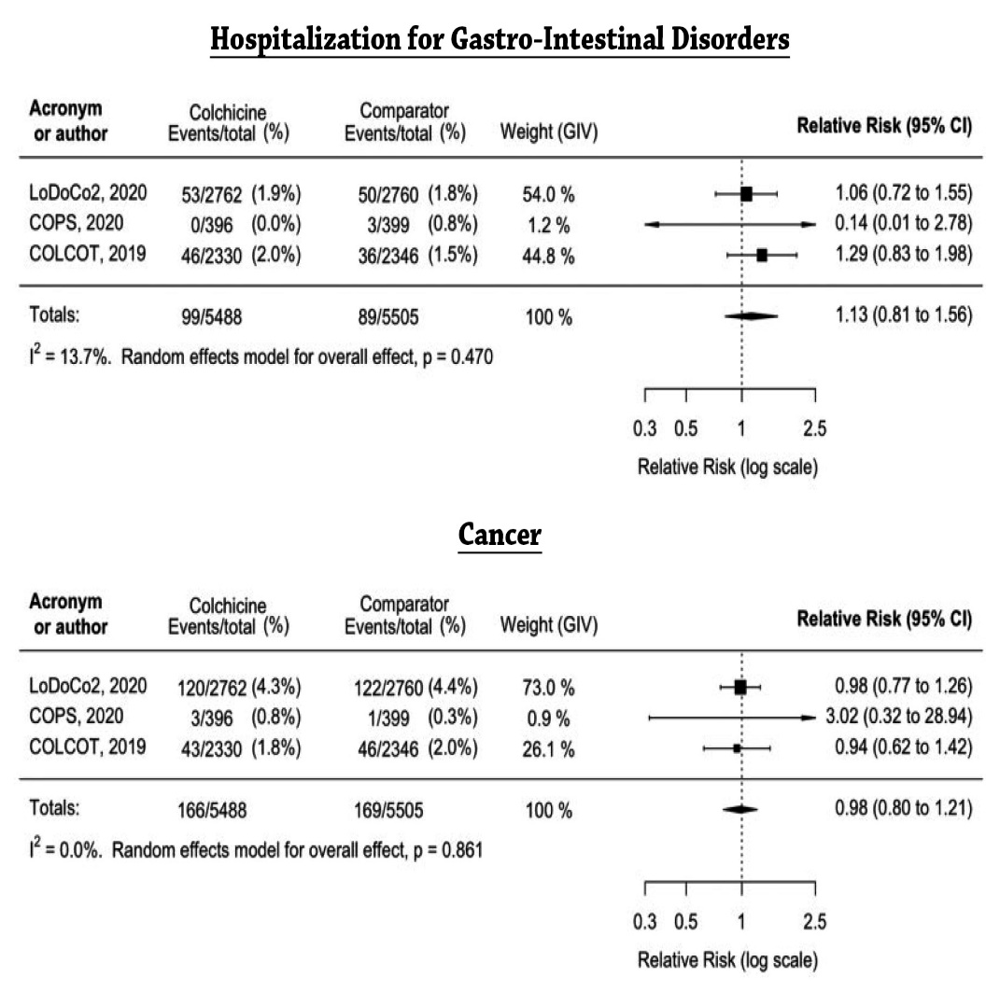 Hospitalization for Gastro-Intestinal Disorders
Acronym or author Colchicine Events/total (%) Comparator Events/total (%) Weight (GIV) Relative Risk (95% CI)
LoDoCo2, 2020 53/2762 (1.9%) 50/2760 (1.8%) 54.0 % 1.06 (0.72 to 1.55)
COPS, 2020 0/396 (0.0%) 3/399 (0.8%) 1.2 % 0.14 (0.01 to 2.78)
COLCOT, 2019 46/2330 (2.0%) 36/2346 (1.5%) 44.8 % 1.29 (0.83 to 1.98)
Totals: 99/5488 89/5505 100 % 1.13 (0.81 to 1.56)
I² = 13.7%. Random effects model for overall effect, p = 0.470
0.3 0.5 1 2.5
Relative Risk (log scale)
Cancer
Acronym or author Colchicine Events/total (%) Comparator Events/total (%) Weight (GIV) Relative Risk (95% CI)
LoDoCo2, 2020 120/2762 (4.3%) 122/2760 (4.4%) 73.0 % 0.98 (0.77 to 1.26)
COPS, 2020 3/396 (0.8%) 1/399 (0.3%) 0.9 % 3.02 (0.32 to 28.94)
COLCOT, 2019 43/2330 (1.8%) 46/2346 (2.0%) 26.1 % 0.94 (0.62 to 1.42)
Totals: 166/5488 169/5505 100 % 0.98 (0.80 to 1.21)
I² = 0.0%. Random effects model for overall effect, p = 0.861
0.3 0.5 1 2.5
Relative Risk (log scale)